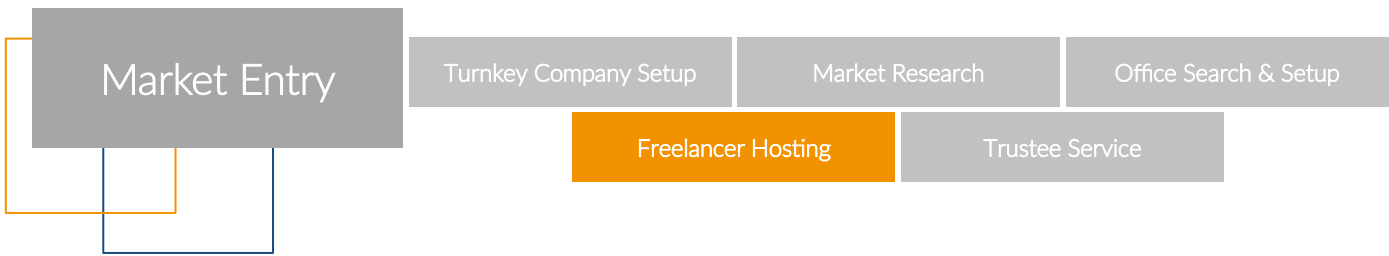 Market Entry
Turnkey Company Setup
Market Research
Office Search & Setup
Freelancer Hosting
Trustee Service